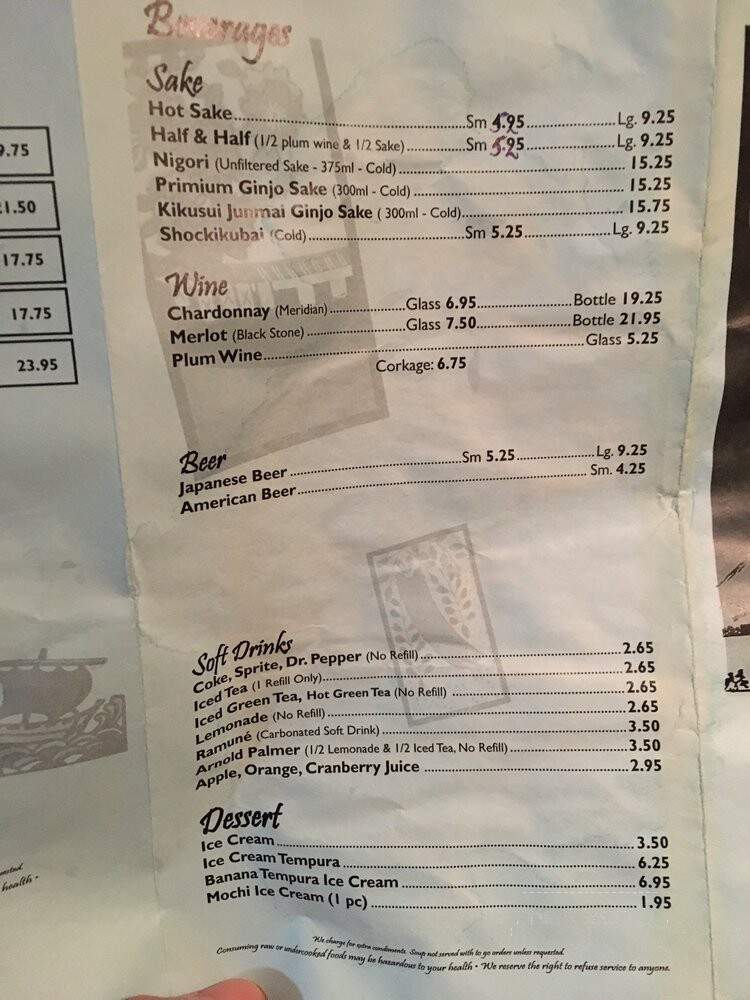 Beverages
Sake
Hot Sake Sm 5.95 Lg. 9.25
Half & Half (1/2 plum wine & 1/2 Sake) Sm 5.25 Lg. 9.25
Nigori (Unfiltered Sake - 375ml - Cold) 15.25
Primium Ginjo Sake (300ml - Cold) 15.25
Kikusui Junmai Ginjo Sake ( 300ml - Cold) 15.75
Shockikubai (Cold) Sm 5.25 Lg. 9.25
Wine
Chardonnay (Meridian) Glass 6.95 Bottle 19.25
Merlot (Black Stone) Glass 7.50 Bottle 21.95
Plum Wine Glass 5.25
Corkage: 6.75
Beer
Japanese Beer Sm 5.25 Lg. 9.25
American Beer Sm. 4.25
Soft Drinks
Coke, Sprite, Dr. Pepper (No Refill) 2.65
Iced Tea (1 Refill Only) 2.65
Iced Green Tea, Hot Green Tea (No Refill) 2.65
Lemonade (No Refill) 2.65
Ramuné (Carbonated Soft Drink) 3.50
Arnold Palmer (1/2 Lemonade & 1/2 Iced Tea, No Refill) 3.50
Apple, Orange, Cranberry Juice 2.95
Dessert
Ice Cream 3.50
Ice Cream Tempura 6.25
Banana Tempura Ice Cream 6.95
Mochi Ice Cream (1 pc) 1.95
We charge for extra condiments. Soup not served with to go orders unless requested.
Consuming raw or undercooked foods may be hazardous to your health • We reserve the right to refuse service to anyone.
9.75
1.50
17.75
17.75
23.95
health •